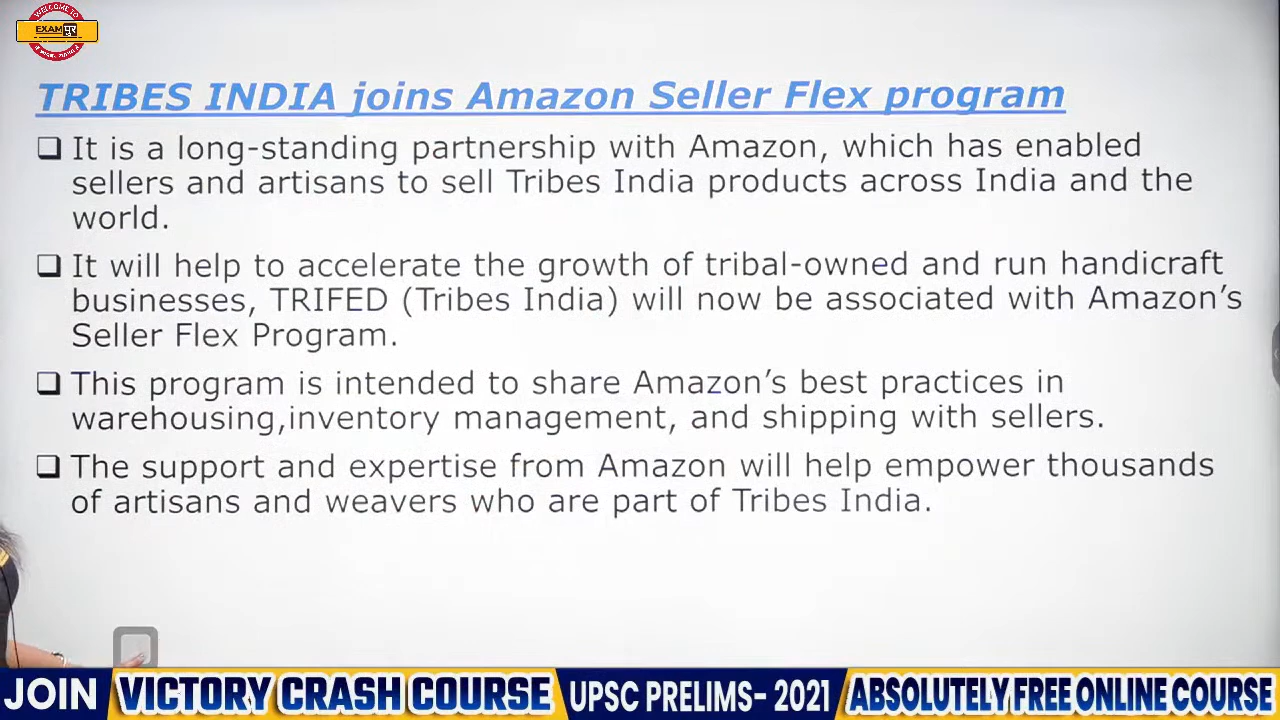 WELCOME TO
EXAM पुर
TRIBES INDIA joins Amazon Seller Flex program
❑ It is a long-standing partnership with Amazon, which has enabled
sellers and artisans to sell Tribes India products across India and the
world.
❑ It will help to accelerate the growth of tribal-owned and run handicraft
businesses, TRIFED (Tribes India) will now be associated with Amazon’s
Seller Flex Program.
❑ This program is intended to share Amazon’s best practices in
warehousing,inventory management, and shipping with sellers.
❑ The support and expertise from Amazon will help empower thousands
of artisans and weavers who are part of Tribes India.
JOIN VICTORY CRASH COURSE UPSC PRELIMS- 2021 ABSOLUTELY FREE ONLINE COURSE